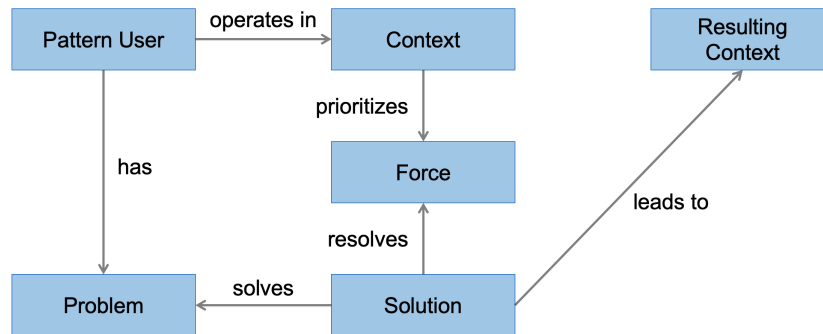 operates in
Pattern User
Context
Resulting
Context
prioritizes
has
Force
leads to
resolves
solves
Problem
Solution